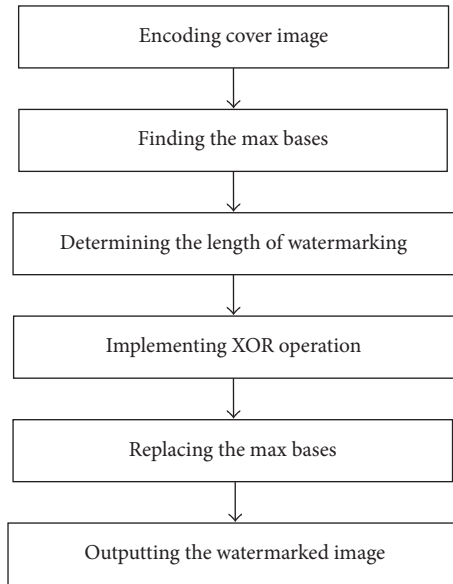 Encoding cover image
Finding the max bases
Determining the length of watermarking
Implementing XOR operation
Replacing the max bases
Outputting the watermarked image